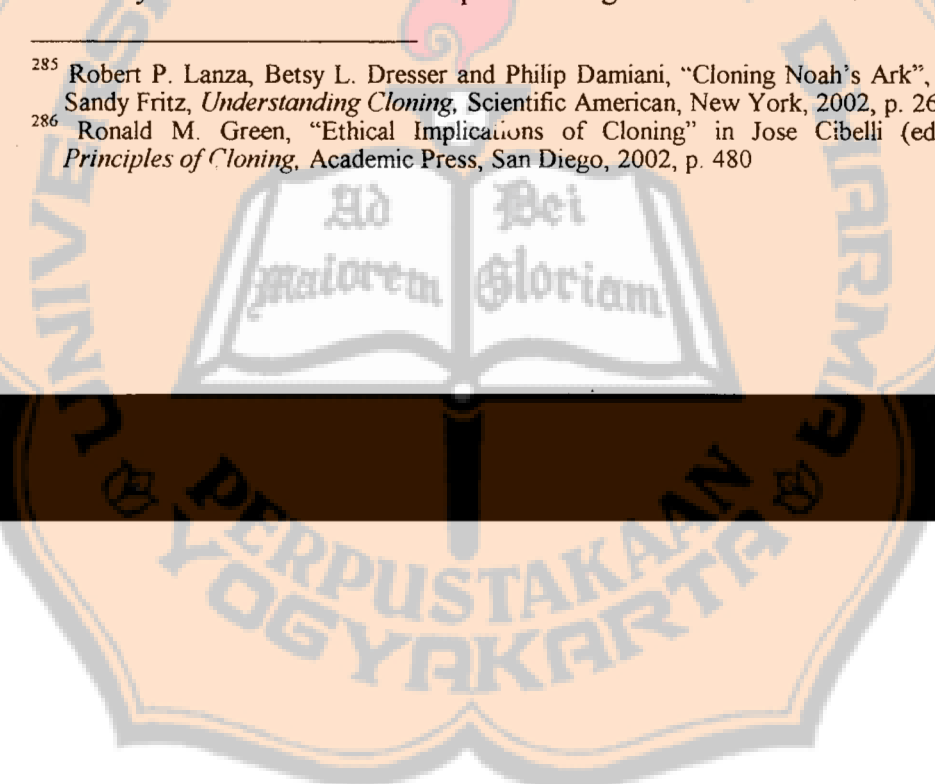 285 Robert P. Lanza, Betsy L. Dresser and Philip Damiani, “Cloning Noah’s Ark”,
Sandy Fritz, Understanding Cloning, Scientific American, New York, 2002, p. 26
286 Ronald M. Green, “Ethical Implications of Cloning” in Jose Cibelli (ed
Principles of Cloning, Academic Press, San Diego, 2002, p. 480
Ad Dei
maiorem Gloriam
PERPUSTAKAAN
YOGYAKARTA